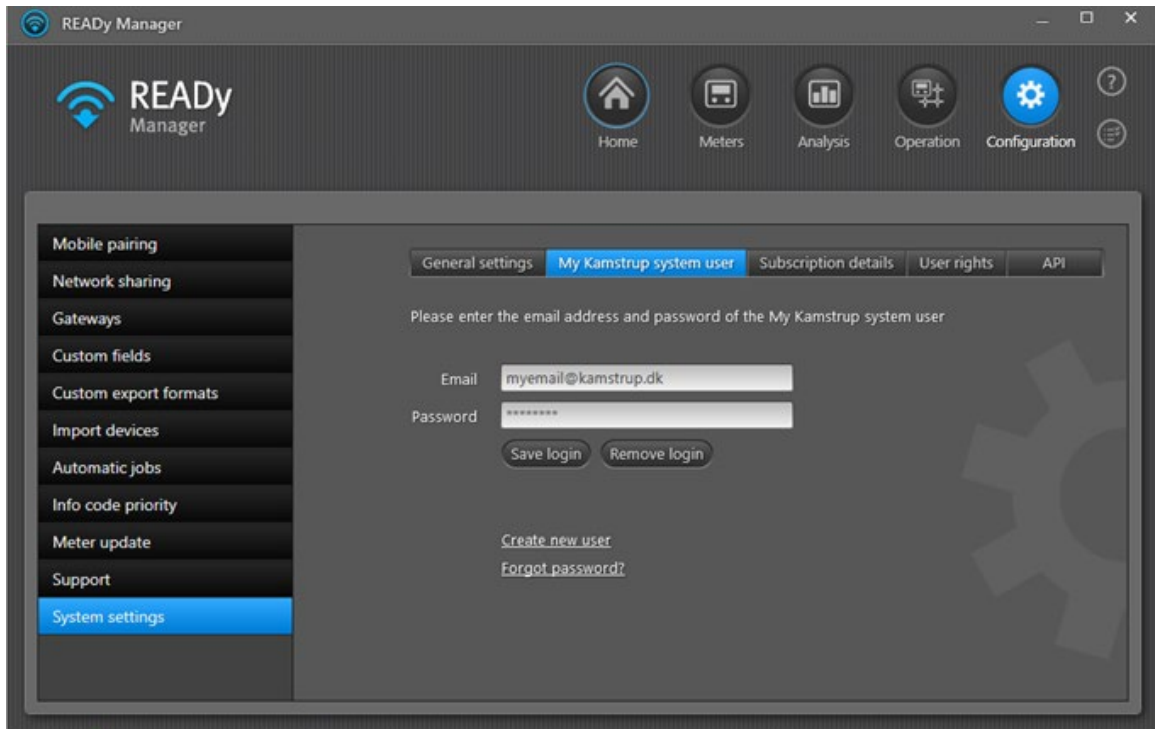 READy Manager
READy
Manager
Home
Meters
Analysis
Operation
Configuration
?
Mobile pairing
Network sharing
Gateways
Custom fields
Custom export formats
Import devices
Automatic jobs
Info code priority
Meter update
Support
System settings
General settings
My Kamstrup system user
Subscription details
User rights
API
Please enter the email address and password of the My Kamstrup system user
Email
myemail@kamstrup.dk
Password
********
Save login
Remove login
Create new user
Forgot password?